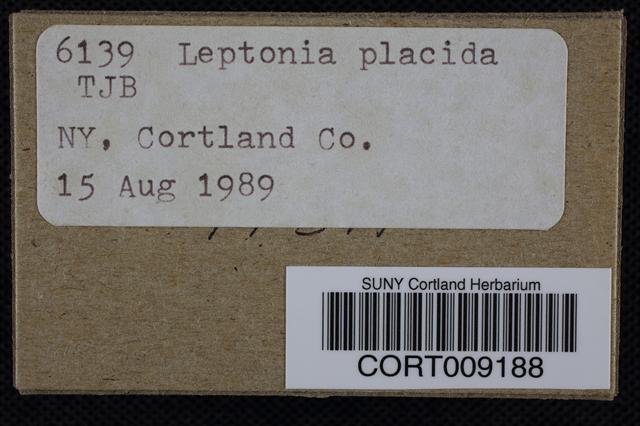 6139 Leptonia placida
TJB
NY, Cortland Co.
15 Aug 1989
SUNY Cortland Herbarium
CORT009188